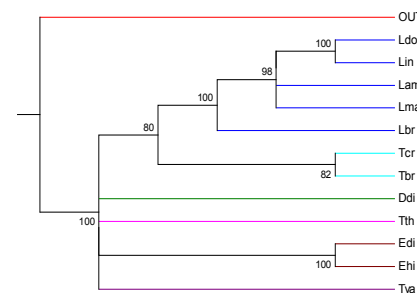 OUT
Ldo
100
Lin
98
Lam
Lma
100
Lbr
80
Tcr
82
Tbr
Ddi
100
Tth
Edi
100
Ehi
Tva